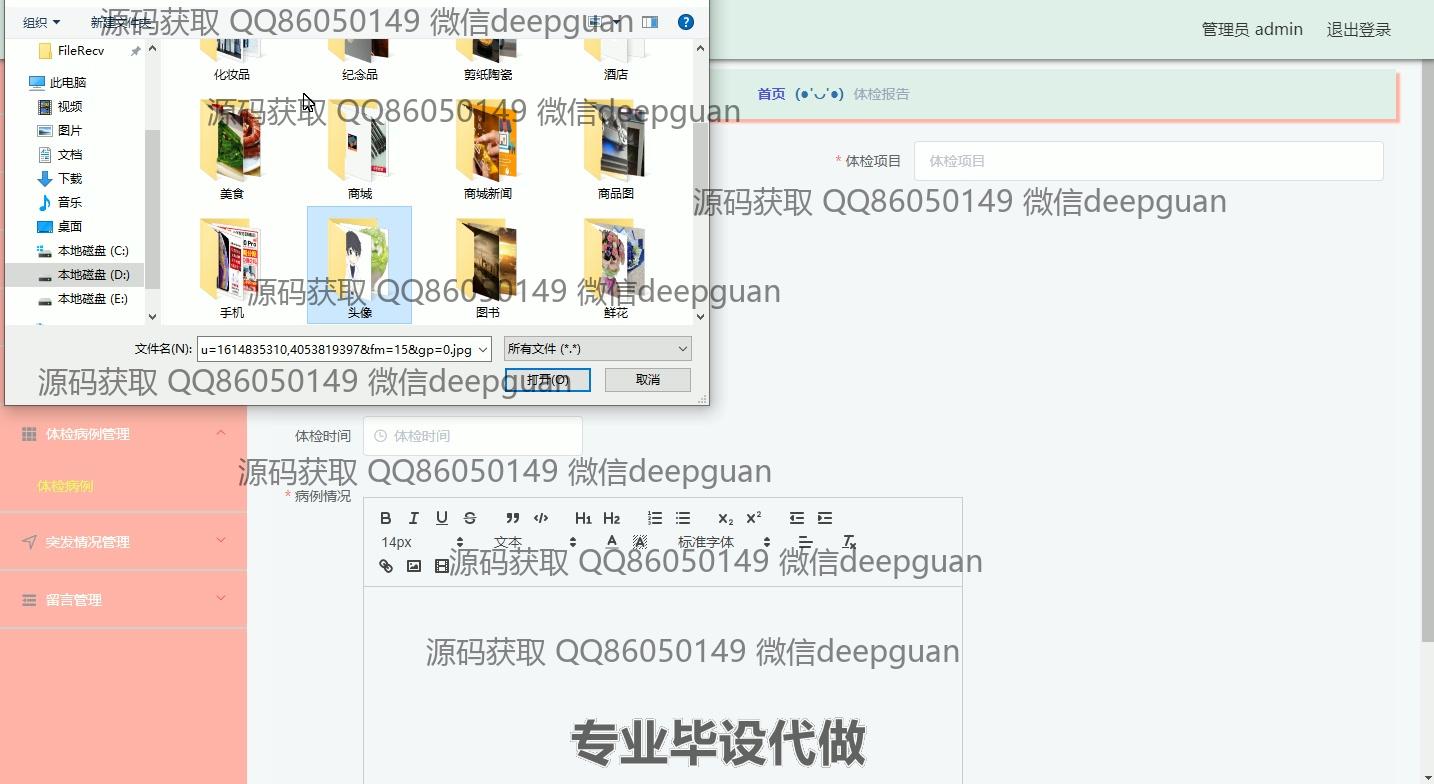 组织 新建文件夹
源码获取 QQ86050149 微信deepguan
管理员 admin 退出登录
FileRecv
此电脑
视频
图片
文档
下载
音乐
桌面
本地磁盘 (C:)
本地磁盘 (D:)
本地磁盘 (E:)
化妆品 纪念品 剪纸陶瓷 酒店
源码获取 QQ86050149 微信deepguan
美食 商城 商城新闻 商品图
手机 头像 图书 鲜花
源码获取 QQ86050149 微信deepguan
文件名(N): u=1614835310,4053819397&fm=15&gp=0.jpg 所有文件 (*.*)
打开(O) 取消
源码获取 QQ86050149 微信deepguan
首页 (●'◡'●) 体检报告
* 体检项目 体检项目
源码获取 QQ86050149 微信deepguan
体检病例管理
体检病例
突发情况管理
留言管理
体检时间 体检时间
源码获取 QQ86050149 微信deepguan
* 病例情况
B I U S H1 H2 X2 X2
14px 文本 A A 标准字体 Tx
源码获取 QQ86050149 微信deepguan
源码获取 QQ86050149 微信deepguan
专业毕设代做